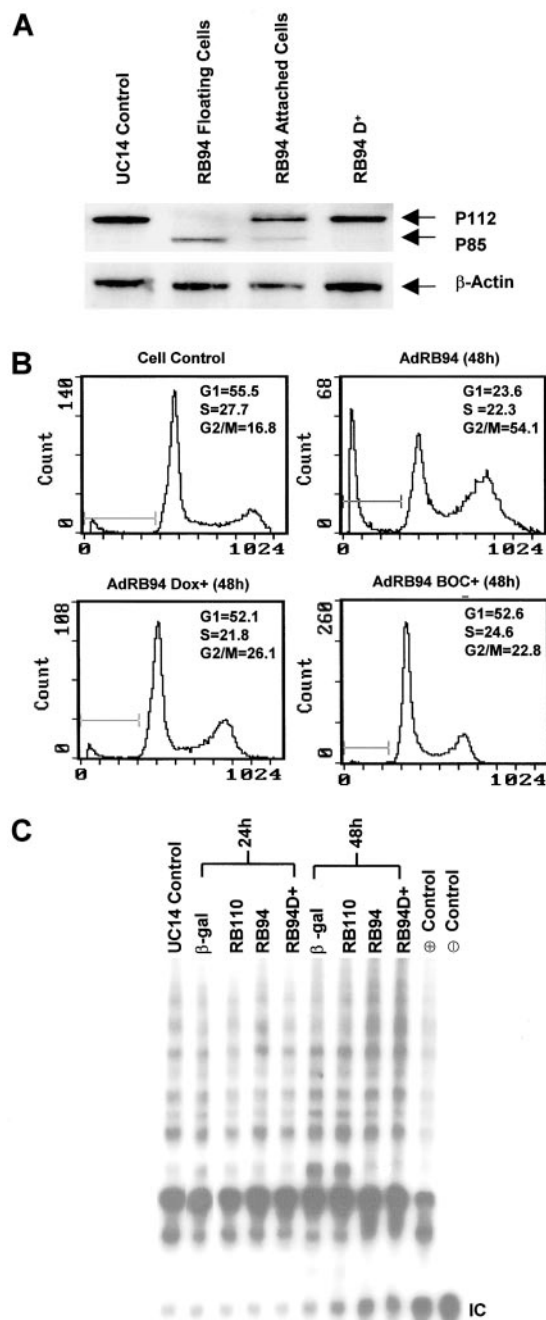 A
UC14 Control
RB94 Floating Cells
RB94 Attached Cells
RB94 D+
P112
P85
β-Actin
B
Cell Control
140
Count
0
G1=55.5
S=27.7
G2/M=16.8
0
1024
AdRB94 (48h)
68
Count
0
G1=23.6
S =22.3
G2/M=54.1
0
1024
AdRB94 Dox+ (48h)
108
Count
0
G1=52.1
S=21.8
G2/M=26.1
0
1024
AdRB94 BOC+ (48h)
260
Count
0
G1=52.6
S=24.6
G2/M=22.8
0
1024
C
24h
48h
UC14 Control
β-gal
RB110
RB94
RB94D+
β -gal
RB110
RB94
RB94D+
⊕ Control
⊖ Control
IC